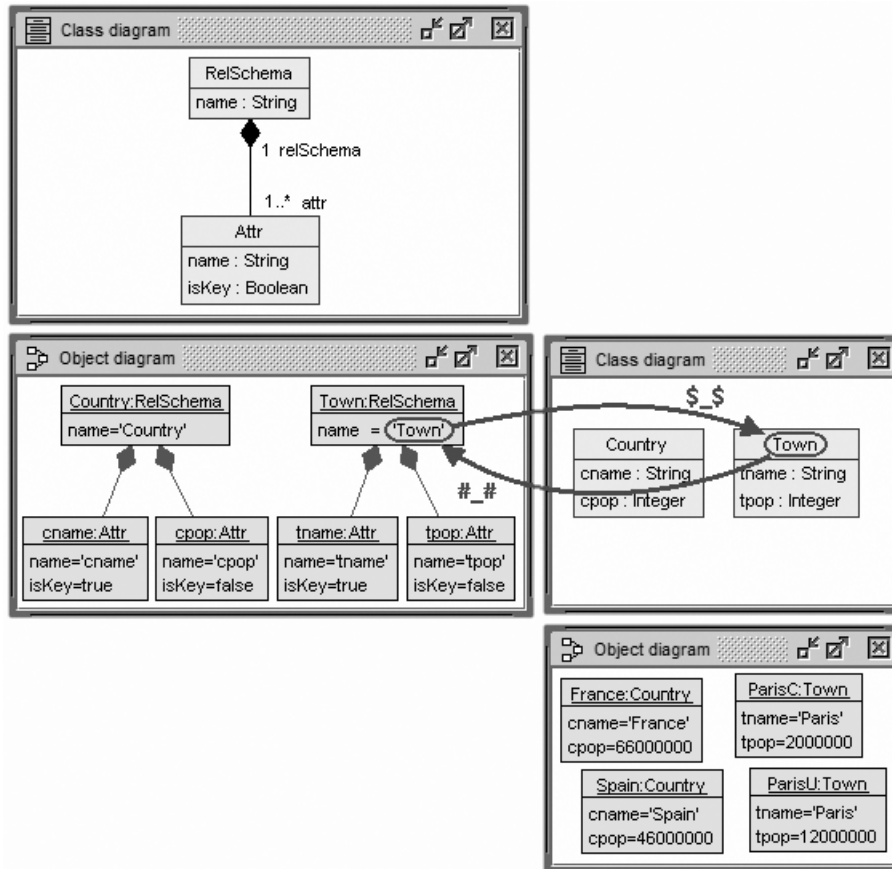 Class diagram
RelSchema
name : String
1 relSchema
1..* attr
Attr
name : String
isKey : Boolean
Object diagram
Country:RelSchema
name='Country'
Town:RelSchema
name = 'Town'
cname:Attr
name='cname'
isKey=true
cpop:Attr
name='cpop'
isKey=false
tname:Attr
name='tname'
isKey=true
tpop:Attr
name='tpop'
isKey=false
$_$
#_#
Class diagram
Country
cname : String
cpop : Integer
Town
tname : String
tpop : Integer
Object diagram
France:Country
cname='France'
cpop=66000000
ParisC:Town
tname='Paris'
tpop=2000000
Spain:Country
cname='Spain'
cpop=46000000
ParisU:Town
tname='Paris'
tpop=12000000